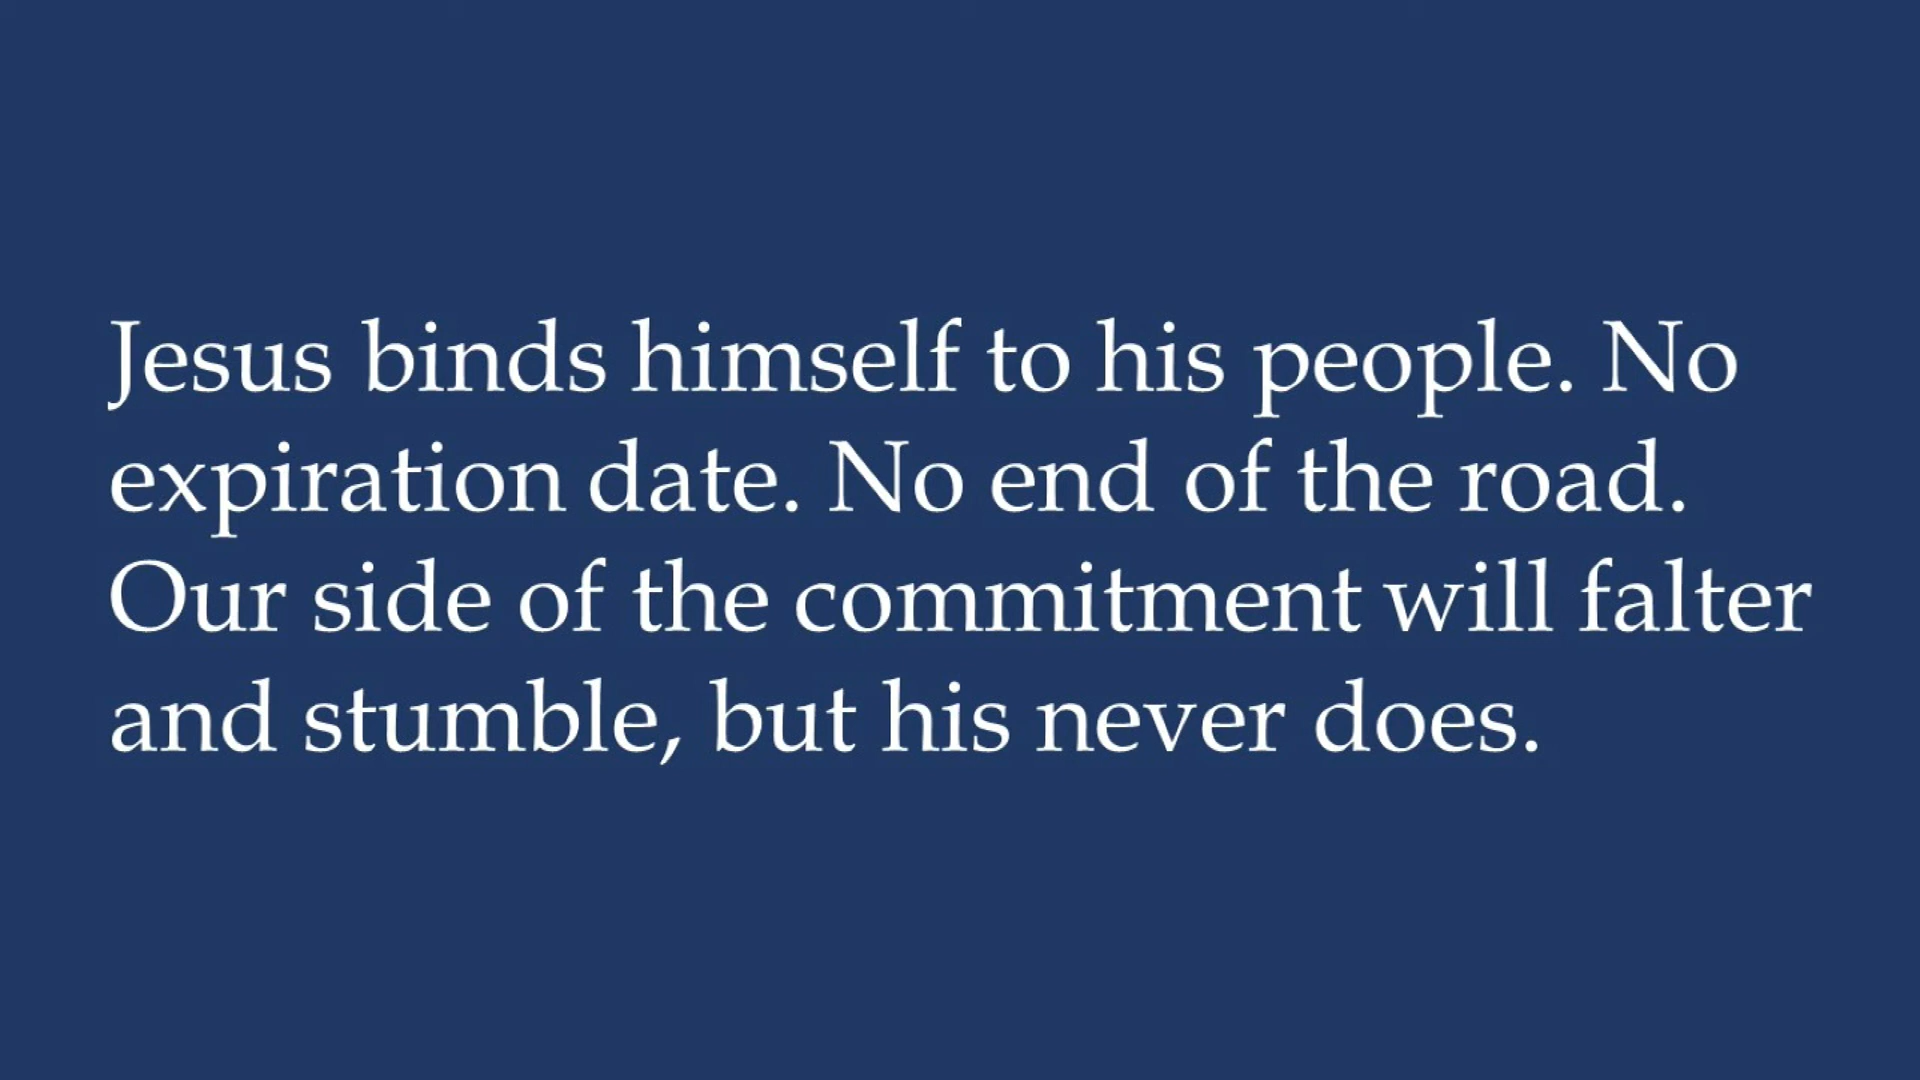 Jesus binds himself to his people. No
expiration date. No end of the road.
Our side of the commitment will falter
and stumble, but his never does.